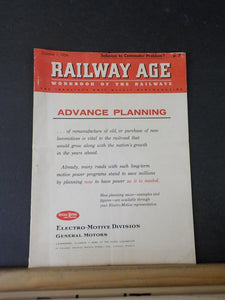 Solution to Commuter Problem?
RAILWAY AGE
WORKBOOK OF THE RAILWAYS
ADVANCE PLANNING
. . . of remanufacture of old, or purchase of new
locomotives is vital to the railroad that
would grow along with the nation's growth
in the years ahead.
Already, many roads with such long-term
motive power programs stand to save millions
by planning now to have power as it is needed.
More planning
figures—are available through
your Electro-Motive representative.
ELECTRO-MOTIVE DIVISION
GENERAL MOTORS